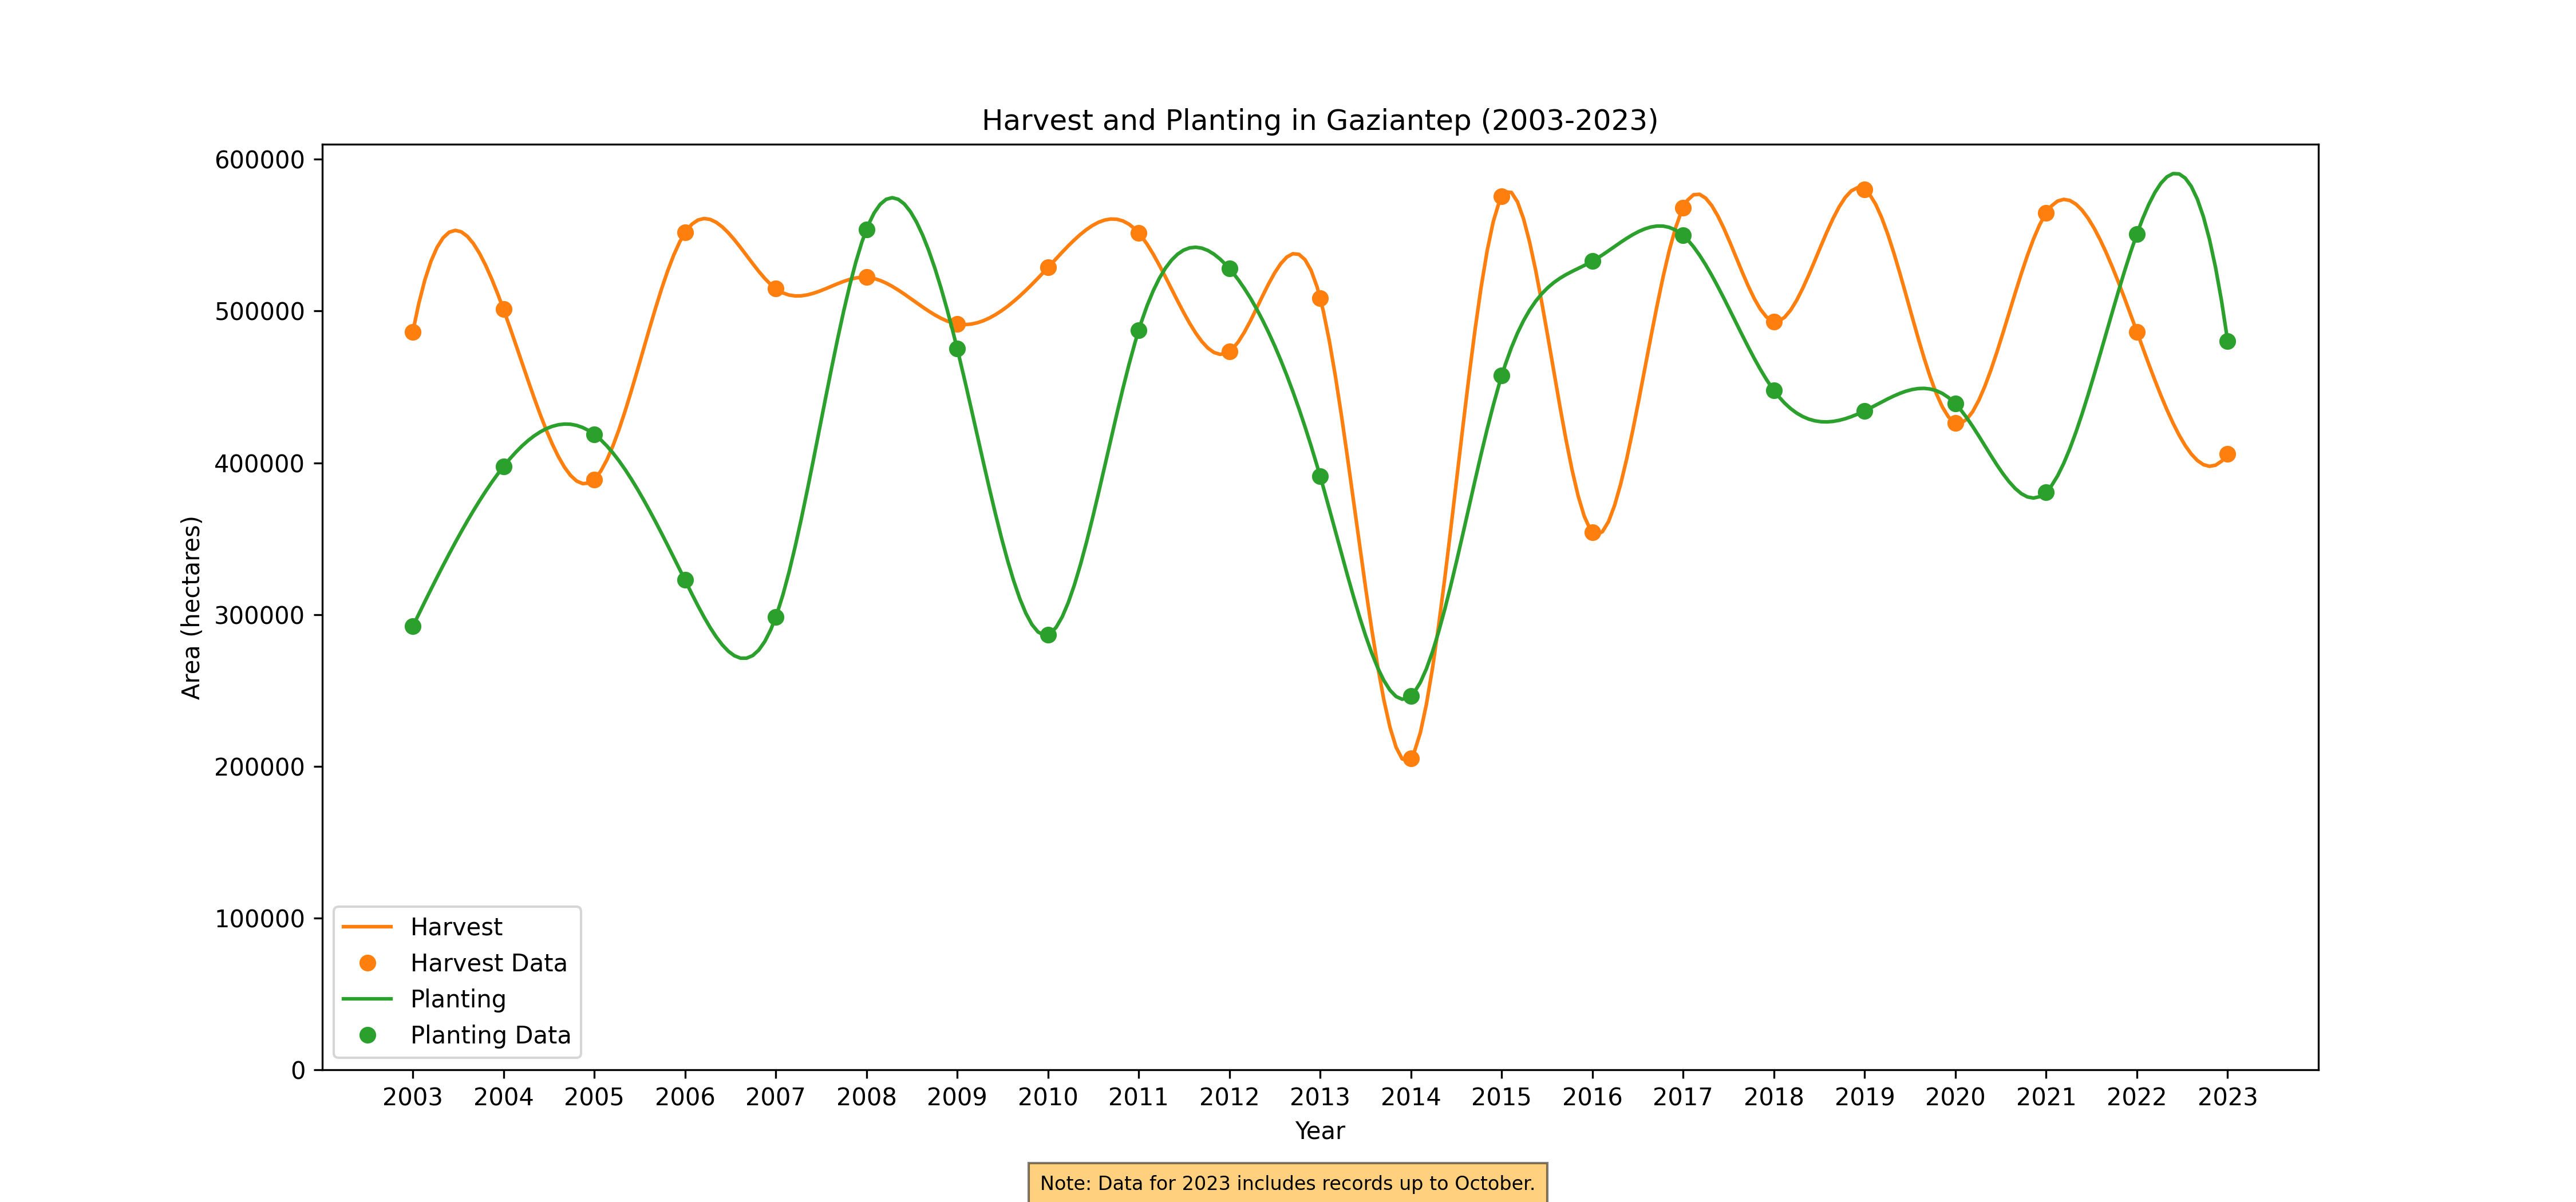 Harvest and Planting in Gaziantep (2003-2023)
600000
500000
400000
300000
200000
100000
0
Area (hectares)
Harvest
Harvest Data
Planting
Planting Data
2003 2004 2005 2006 2007 2008 2009 2010 2011 2012 2013 2014 2015 2016 2017 2018 2019 2020 2021 2022 2023
Year
Note: Data for 2023 includes records up to October.